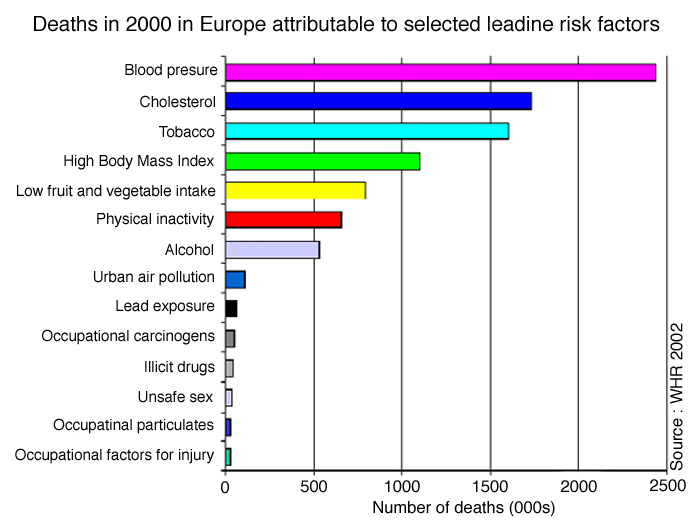 Deaths in 2000 in Europe attributable to selected leadine risk factors
Blood presure
Cholesterol
Tobacco
High Body Mass Index
Low fruit and vegetable intake
Physical inactivity
Alcohol
Urban air pollution
Lead exposure
Occupational carcinogens
Illicit drugs
Unsafe sex
Occupatinal particulates
Occupational factors for injury
0 500 1000 1500 2000 2500
Number of deaths (000s)
Source : WHR 2002